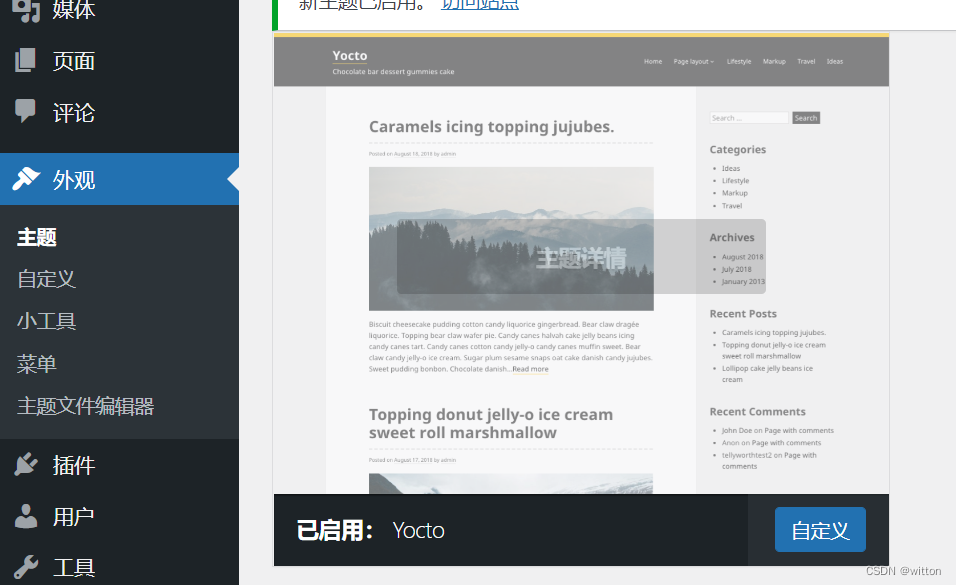 媒体
页面
评论
外观
主题
自定义
小工具
菜单
主题文件编辑器
插件
用户
工具
新主题已启用。 访问站点
Yocto
Chocolate bar dessert gummies cake
Home Page layout Lifestyle Markup Travel Ideas
Caramels icing topping jujubes.
Posted on August 18, 2018 by admin
主题详情
Biscuit cheesecake pudding cotton candy liquorice gingerbread. Bear claw dragée
liquorice. Topping bear claw wafer pie. Candy canes halvah cake jelly beans icing
candy canes tart. Candy canes cotton candy jelly-o candy canes muffin sweet. Bear
claw candy jelly-o ice cream. Sugar plum sesame snaps oat cake danish candy jujubes.
Sweet pudding bonbon. Chocolate danish...Read more
Topping donut jelly-o ice cream
sweet roll marshmallow
Posted on August 17, 2018 by admin
Search ... Search
Categories
Ideas
Lifestyle
Markup
Travel
Archives
August 2018
July 2018
January 2013
Recent Posts
Caramels icing topping jujubes.
Topping donut jelly-o ice cream
sweet roll marshmallow
Lollipop cake jelly beans ice
cream
Recent Comments
John Doe on Page with comments
Anon on Page with comments
tellyworthtest2 on Page with
comments
已启用： Yocto
自定义
CSDN @witton